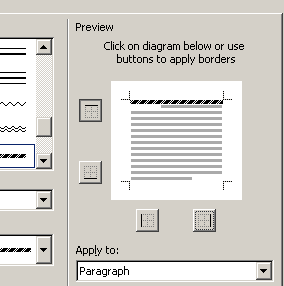 Preview
Click on diagram below or use
buttons to apply borders
Apply to:
Paragraph